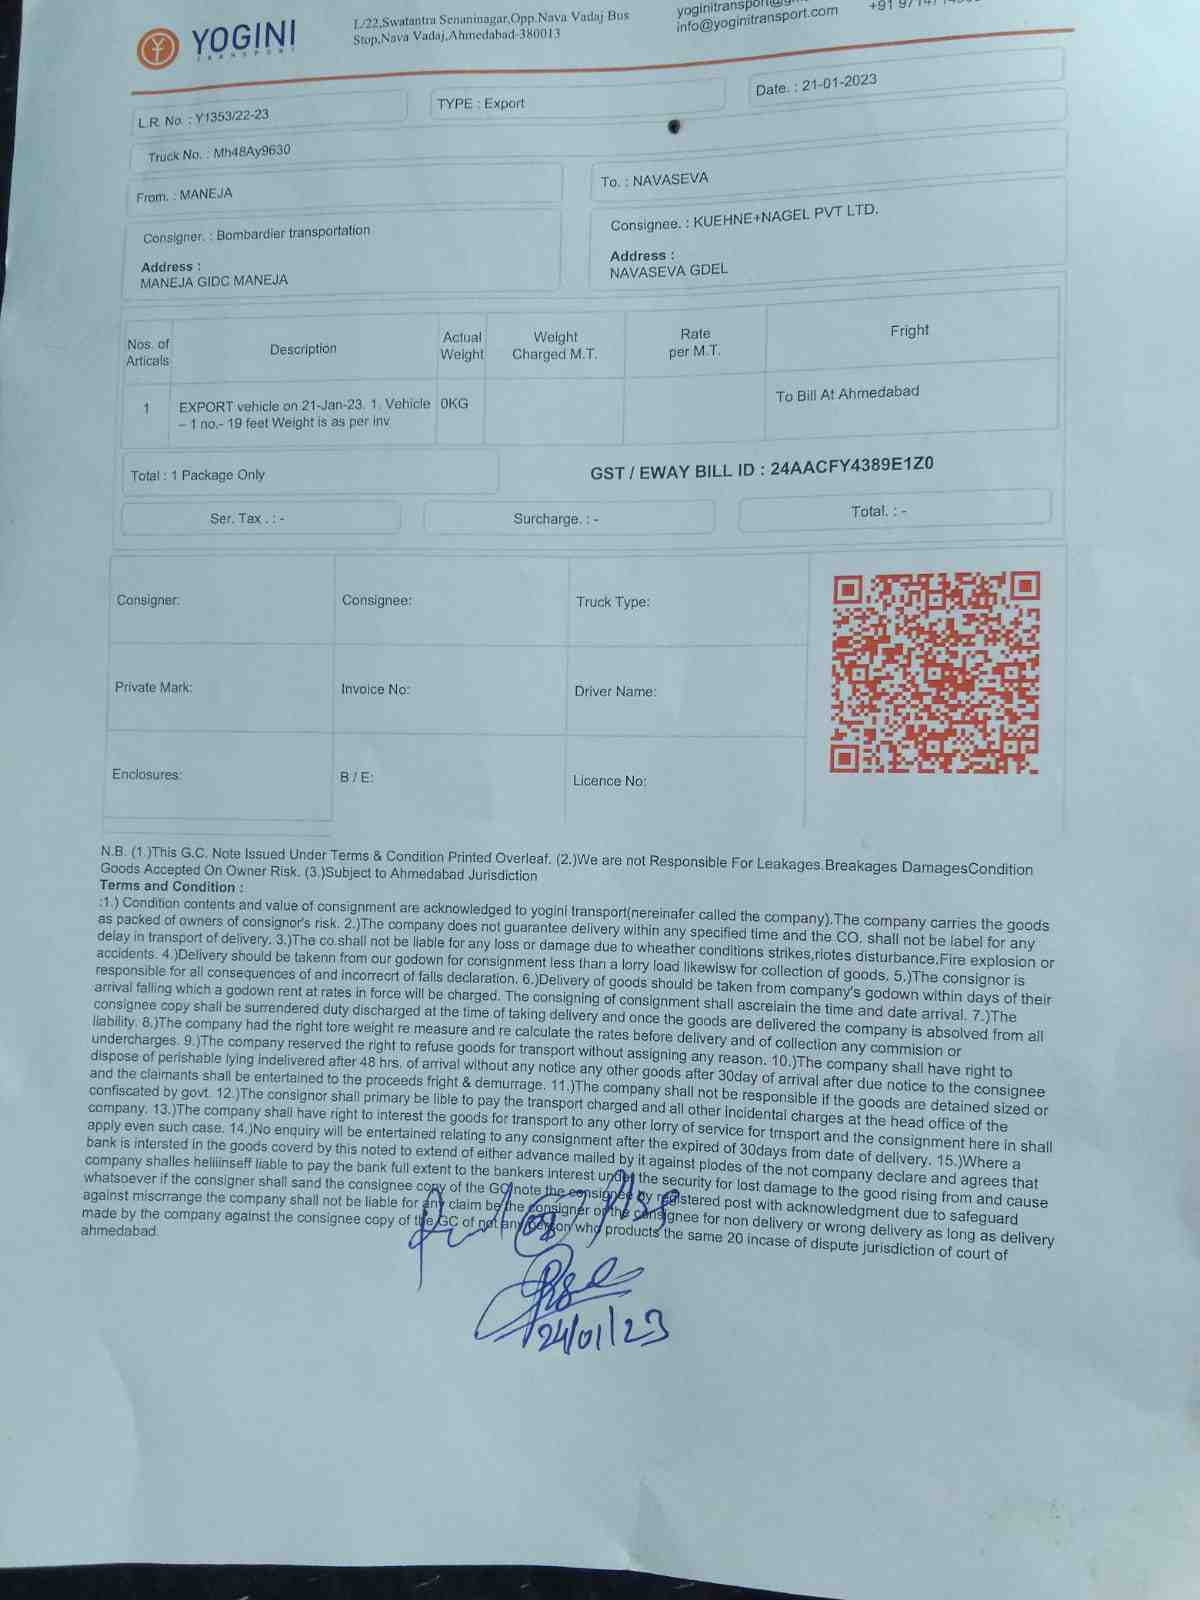 YOGINI
TRANSPORT
L/22,Swatantra Senaninagar,Opp.Nava Vadaj Bus
Stop,Nava Vadaj,Ahmedabad-380013
info@yoginitransport.com
L.R. No. : Y1353/22-23
TYPE : Export
Date. : 21-01-2023
Truck No. : Mh48Ay9630
From. : MANEJA
To. : NAVASEVA
Consigner. : Bombardier transportation
Address :
MANEJA GIDC MANEJA
Consignee. : KUEHNE+NAGEL PVT LTD.
Address :
NAVASEVA GDEL
Nos. of Articals
Description
Actual Weight
Weight Charged M.T.
Rate per M.T.
Fright
1
EXPORT vehicle on 21-Jan-23. 1. Vehicle
– 1 no.- 19 feet Weight is as per inv
0KG
To Bill At Ahmedabad
Total : 1 Package Only
GST / EWAY BILL ID : 24AACFY4389E1Z0
Ser. Tax . : -
Surcharge. : -
Total. : -
Consigner:
Consignee:
Truck Type:
Private Mark:
Invoice No:
Driver Name:
Enclosures:
B / E:
Licence No:
N.B. (1.)This G.C. Note Issued Under Terms & Condition Printed Overleaf. (2.)We are not Responsible For Leakages.Breakages DamagesCondition
Goods Accepted On Owner Risk. (3.)Subject to Ahmedabad Jurisdiction
Terms and Condition :
:1.) Condition contents and value of consignment are acknowledged to yogini transport(nereinafer called the company).The company carries the goods
as packed of owners of consignor's risk. 2.)The company does not guarantee delivery within any specified time and the CO. shall not be label for any
delay in transport of delivery. 3.)The co.shall not be liable for any loss or damage due to wheather conditions strikes,riotes disturbance.Fire explosion or
accidents. 4.)Delivery should be takenn from our godown for consignment less than a lorry load likewisw for collection of goods. 5.)The consignor is
responsible for all consequences of and incorrecrt of falls declaration. 6.)Delivery of goods should be taken from company's godown within days of their
arrival falling which a godown rent at rates in force will be charged. The consigning of consignment shall ascrelain the time and date arrival. 7.)The
consignee copy shall be surrendered duty discharged at the time of taking delivery and once the goods are delivered the company is absolved from all
liability. 8.)The company had the right tore weight re measure and re calculate the rates before delivery and of collection any commision or
undercharges. 9.)The company reserved the right to refuse goods for transport without assigning any reason. 10.)The company shall have right to
dispose of perishable lying indelivered after 48 hrs. of arrival without any notice any other goods after 30day of arrival after due notice to the consignee
and the claimants shall be entertained to the proceeds fright & demurrage. 11.)The company shall not be responsible if the goods are detained sized or
confiscated by govt. 12.)The consignor shall primary be lible to pay the transport charged and all other incidental charges at the head office of the
company. 13.)The company shall have right to interest the goods for transport to any other lorry of service for trnsport and the consignment here in shall
apply even such case. 14.)No enquiry will be entertained relating to any consignment after the expired of 30days from date of delivery. 15.)Where a
bank is intersted in the goods coverd by this noted to extend of either advance mailed by it against plodes of the not company declare and agrees that
company shalles heliiinseff liable to pay the bank full extent to the bankers interest under the security for lost damage to the good rising from and cause
whatsoever if the consigner shall sand the consignee copy of the GC note the consignee by registered post with acknowledgment due to safeguard
against miscrrange the company shall not be liable for any claim be the consigner or the consignee for non delivery or wrong delivery as long as delivery
made by the company against the consignee copy of the GC of not any person who products the same 20 incase of dispute jurisdiction of court of
ahmedabad.
24/01/23